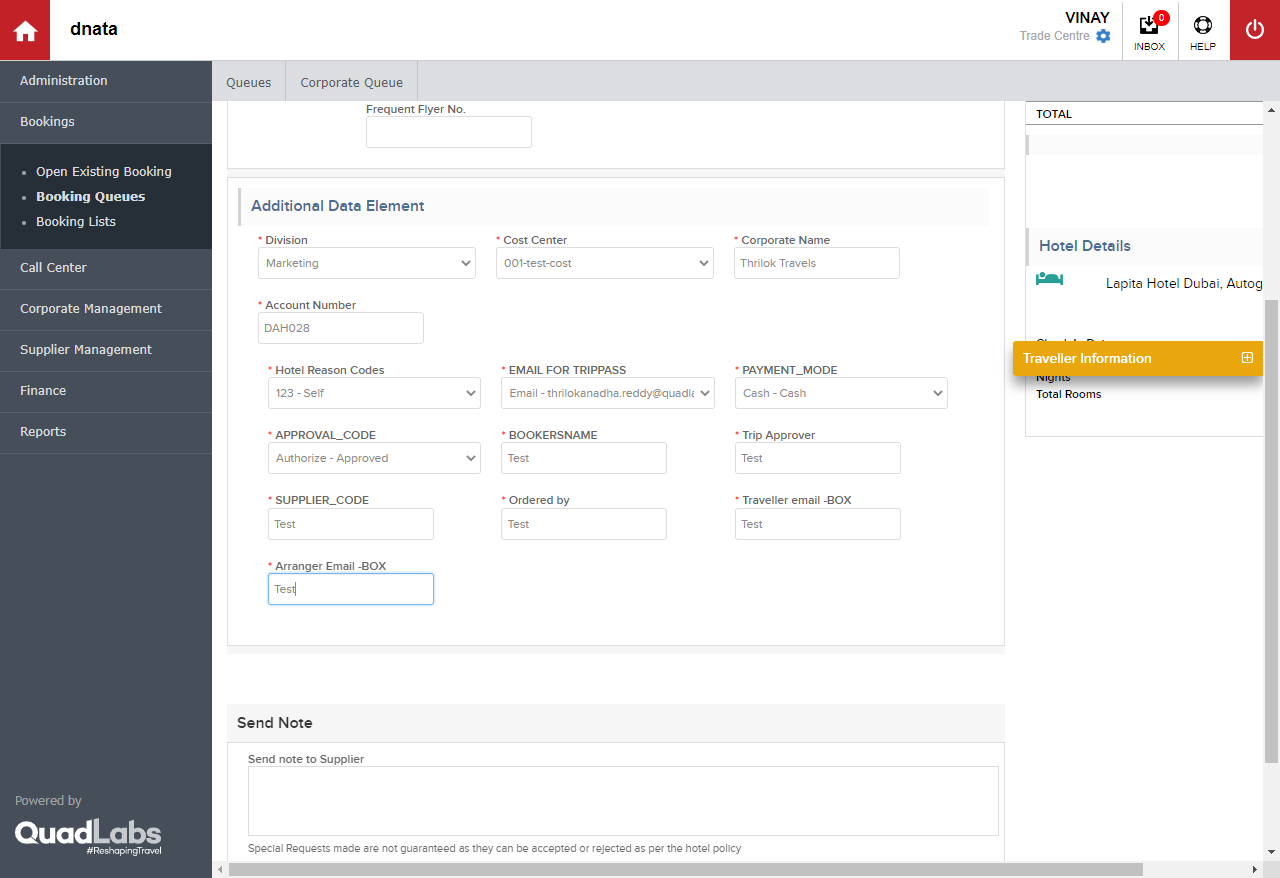 dnata
VINAY
Trade Centre
0
INBOX
HELP
Administration
Bookings
Open Existing Booking
Booking Queues
Booking Lists
Call Center
Corporate Management
Supplier Management
Finance
Reports
Powered by
QuadLabs
#ReshapingTravel
Queues
Corporate Queue
Frequent Flyer No.
Additional Data Element
* Division
* Cost Center
* Corporate Name
Marketing
001-test-cost
Thrilok Travels
* Account Number
DAH028
* Hotel Reason Codes
* EMAIL FOR TRIPPASS
* PAYMENT_MODE
123 - Self
Email - thrilokanadha.reddy@quadla
Cash - Cash
* APPROVAL_CODE
* BOOKERSNAME
* Trip Approver
Authorize - Approved
Test
Test
* SUPPLIER_CODE
* Ordered by
* Traveller email -BOX
Test
Test
Test
* Arranger Email -BOX
Test
Send Note
Send note to Supplier
Special Requests made are not guaranteed as they can be accepted or rejected as per the hotel policy
TOTAL
Hotel Details
Lapita Hotel Dubai, Autog
Traveller Information
Nights
Total Rooms